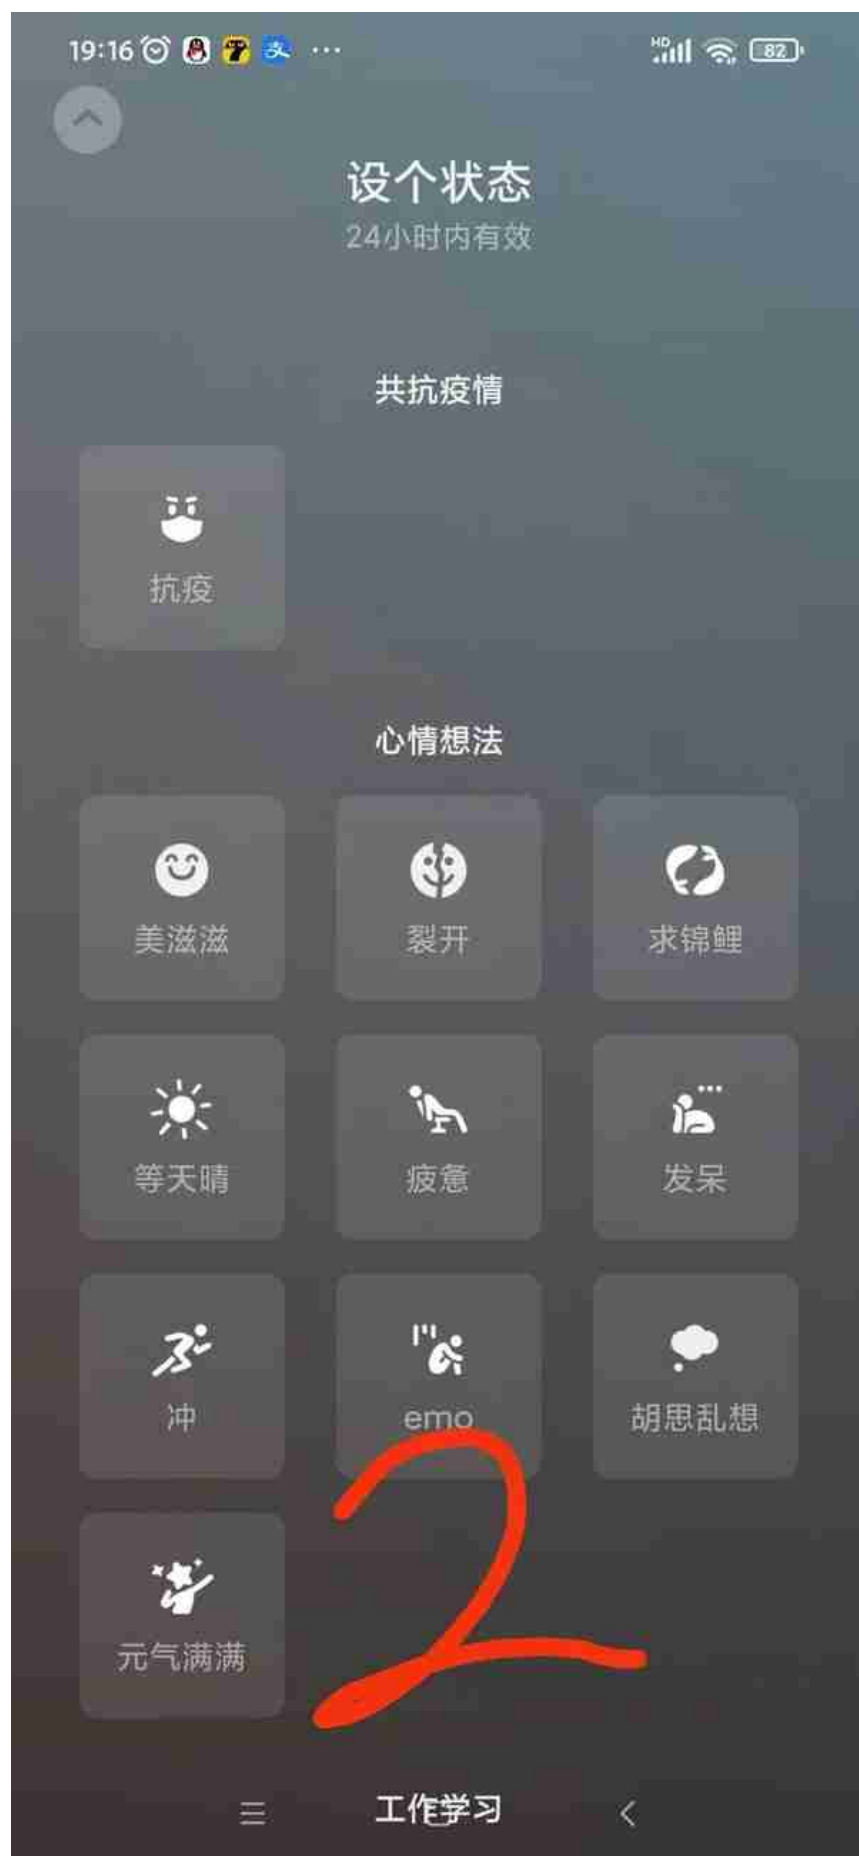 19:16 HD 82
设个状态
24小时内有效
共抗疫情
抗疫
心情想法
美滋滋 裂开 求锦鲤
等天晴 疲惫 发呆
冲 emo 胡思乱想
2
元气满满
工作学习